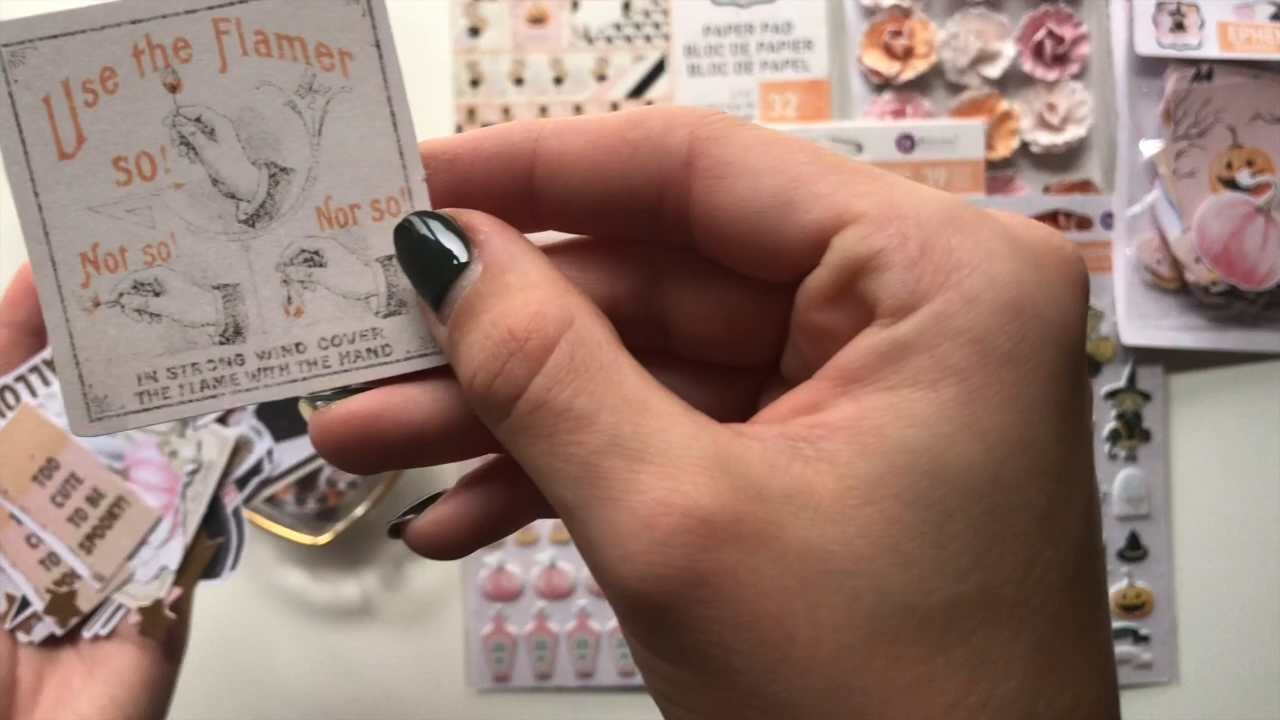 Use the Flamer
so!
Nor so!
Nor so!
IN STRONG WIND COVER
THE FLAME WITH THE HAND
TOO
CUTE
TO BE
SPOOKY!
PAPER PAD
BLOC DE PAPIER
BLOC DE PAPEL
32